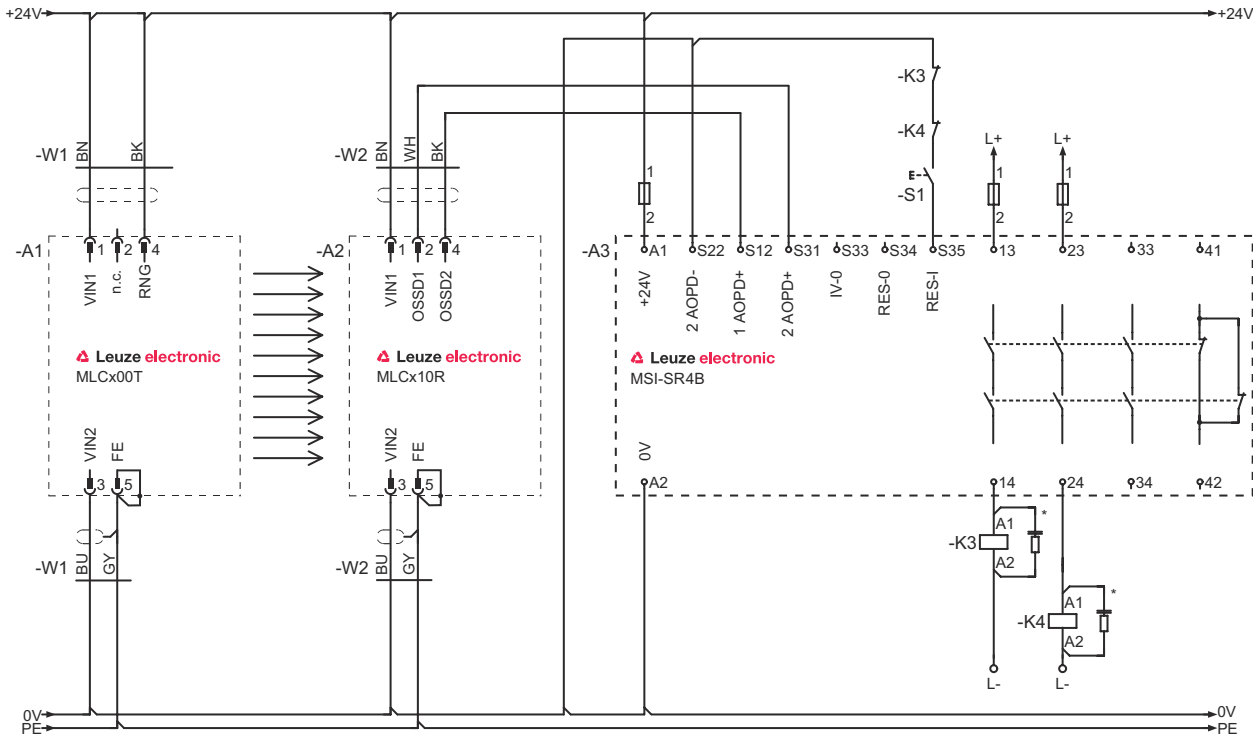 +24V +24V
-K3
-K4 L+ L+
-W1 BN BK -W2 BN WH BK
E -S1 1 2 1 2 1 2
-A1 1 2 4 -A2 1 2 4 -A3 A1 S22 S12 S31 S33 S34 S35 13 23 33 41
VIN1 n.c. RNG VIN1 OSSD1 OSSD2 +24V 2 AOPD- 1 AOPD+ 2 AOPD+ IV-0 RES-0 RES-I
Leuze electronic Leuze electronic Leuze electronic
MLCx00T MLCx10R MSI-SR4B
VIN2 FE VIN2 FE 0V
3 5 3 5 A2 14 24 34 42
-K3 A1 A2 *
-W1 BU GY -W2 BU GY
-K4 A1 A2 *
L- L-
0V 0V
PE PE